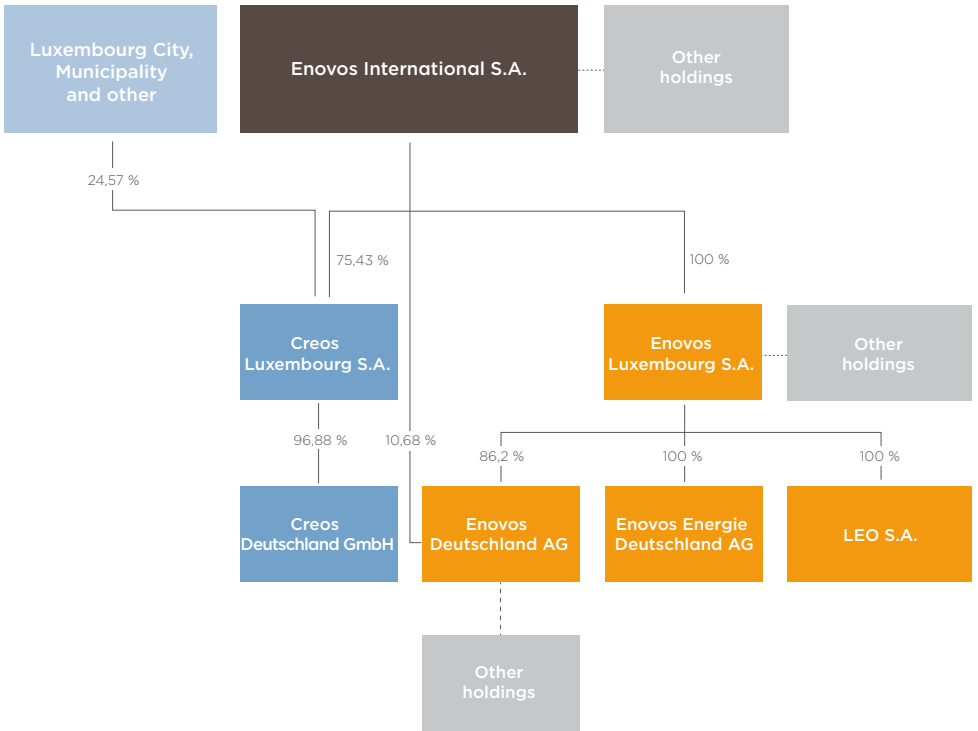 Luxembourg City,
Municipality
and other
Enovos International S.A.
Other
holdings
24,57 %
75,43 %
100 %
Creos
Luxembourg S.A.
Enovos
Luxembourg S.A.
Other
holdings
96,88 %
10,68 %
86,2 %
100 %
100 %
Creos
Deutschland GmbH
Enovos
Deutschland AG
Enovos Energie
Deutschland AG
LEO S.A.
Other
holdings